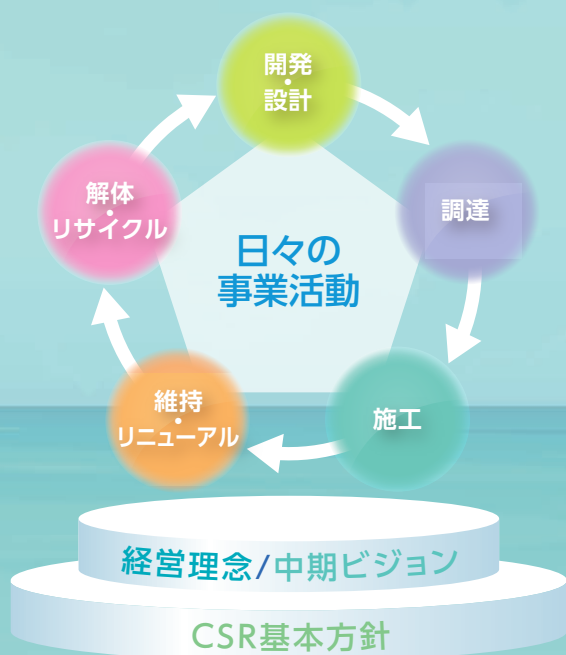 開発
・
設計
調達
施工
維持
・
リニューアル
解体
・
リサイクル
日々の
事業活動
経営理念/中期ビジョン
CSR基本方針